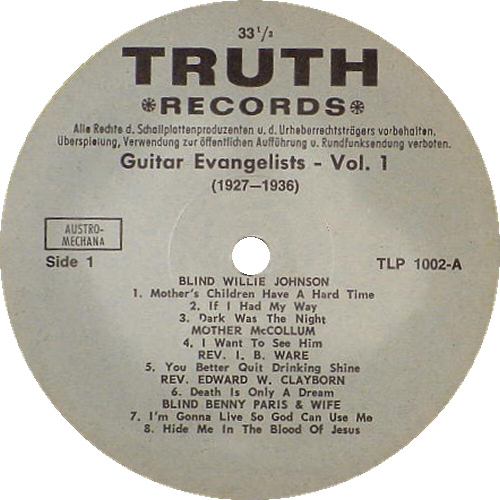 33 1/3
TRUTH
*RECORDS*
Alle Rechte d. Schallplattenproduzenten u. d. Urheberrechtsträgers vorbehalten.
Überspielung, Verwendung zur öffentlichen Aufführung u. Rundfunksendung verboten.
Guitar Evangelists - Vol. 1
(1927—1936)
AUSTRO-
MECHANA
Side 1
TLP 1002-A
BLIND WILLIE JOHNSON
1. Mother's Children Have A Hard Time
2. If I Had My Way
3. Dark Was The Night
MOTHER McCOLLUM
4. I Want To See Him
REV. I. B. WARE
5. You Better Quit Drinking Shine
REV. EDWARD W. CLAYBORN
6. Death Is Only A Dream
BLIND BENNY PARIS & WIFE
7. I'm Gonna Live So God Can Use Me
8. Hide Me In The Blood Of Jesus